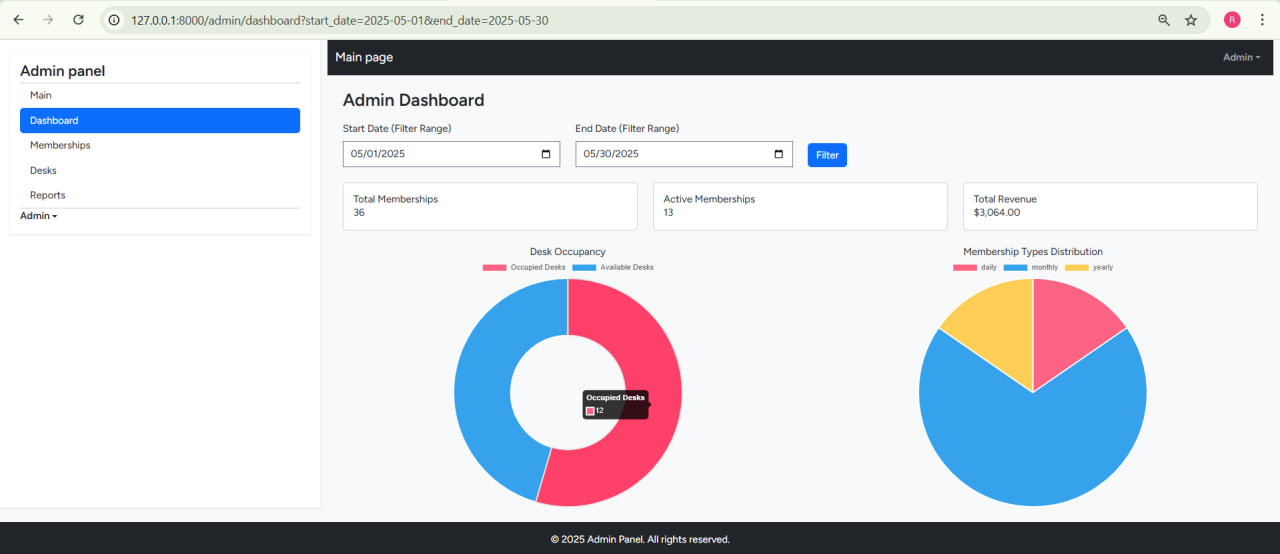 127.0.0.1:8000/admin/dashboard?start_date=2025-05-01&end_date=2025-05-30
R
Admin panel
Main
Dashboard
Memberships
Desks
Reports
Admin
Main page
Admin
Admin Dashboard
Start Date (Filter Range)
End Date (Filter Range)
05/01/2025
05/30/2025
Filter
Total Memberships
36
Active Memberships
13
Total Revenue
$3,064.00
Desk Occupancy
Occupied Desks
Available Desks
Occupied Desks
12
Membership Types Distribution
daily
monthly
yearly
© 2025 Admin Panel. All rights reserved.